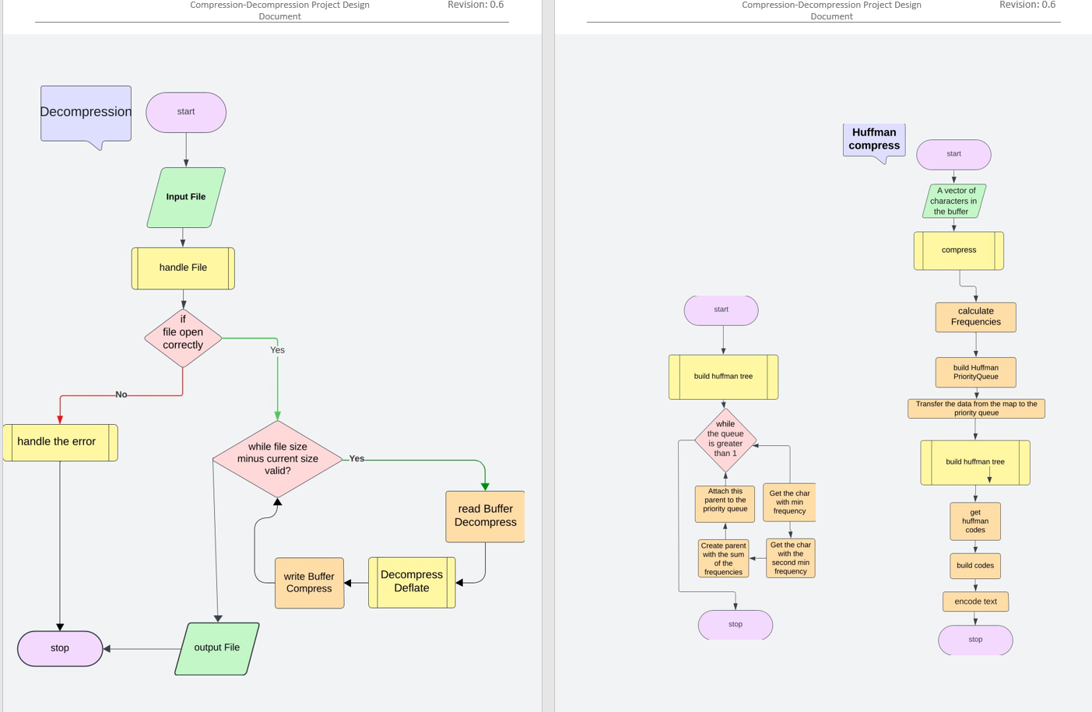 Compression-Decompression Project Design
Document
Revision: 0.6
Decompression
start
Input File
handle File
if
file open
correctly
Yes
No
handle the error
while file size
minus current size
valid?
Yes
read Buffer
Decompress
Decompress
Deflate
write Buffer
Compress
output File
stop
Compression-Decompression Project Design
Document
Revision: 0.6
Huffman
compress
start
A vector of
characters in
the buffer
compress
calculate
Frequencies
build Huffman
PriorityQueue
Transfer the data from the map to the
priority queue
build huffman tree
get
huffman
codes
build codes
encode text
stop
start
build huffman tree
while
the queue
is greater
than 1
Get the char
with min
frequency
Get the char
with the
second min
frequency
Create parent
with the sum
of the
frequencies
Attach this
parent to the
priority queue
stop